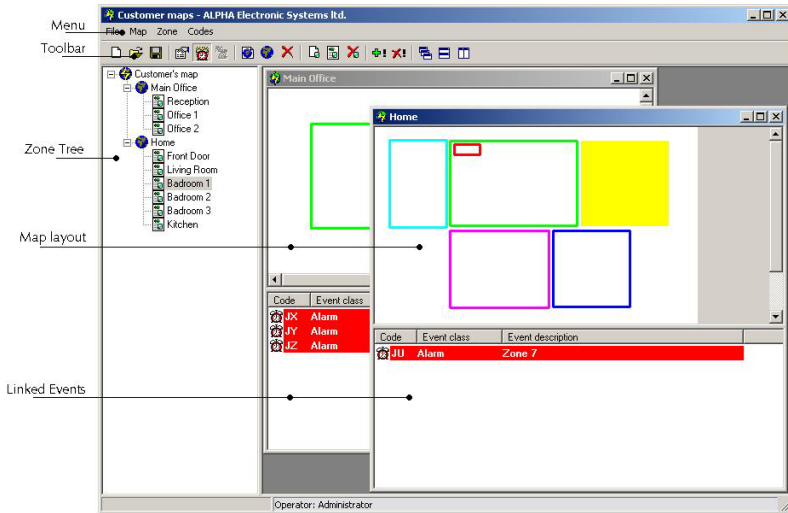 Customer maps - ALPHA Electronic Systems ltd.
Menu
File Map Zone Codes
Toolbar
Customer's map
Main Office
Reception
Office 1
Office 2
Home
Front Door
Living Room
Badroom 1
Badroom 2
Badroom 3
Kitchen
Zone Tree
Map layout
Linked Events
Main Office
Code Event class
JX Alarm
JY Alarm
JZ Alarm
Home
Code Event class Event description
JU Alarm Zone 7
Operator: Administrator